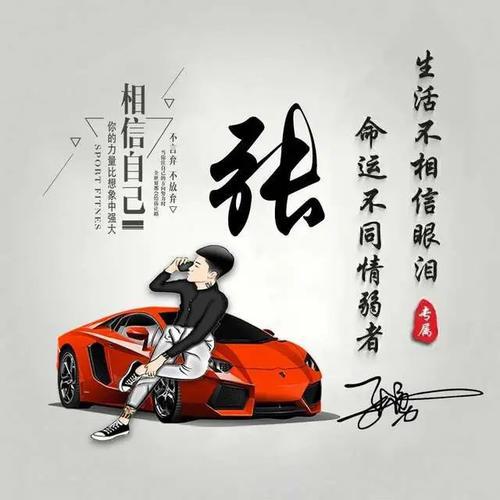 生活不相信眼泪
命运不同情弱者
专属
张
不言弃 不放弃
相信自己
你的力量比想象中强大
SPORT FITNES